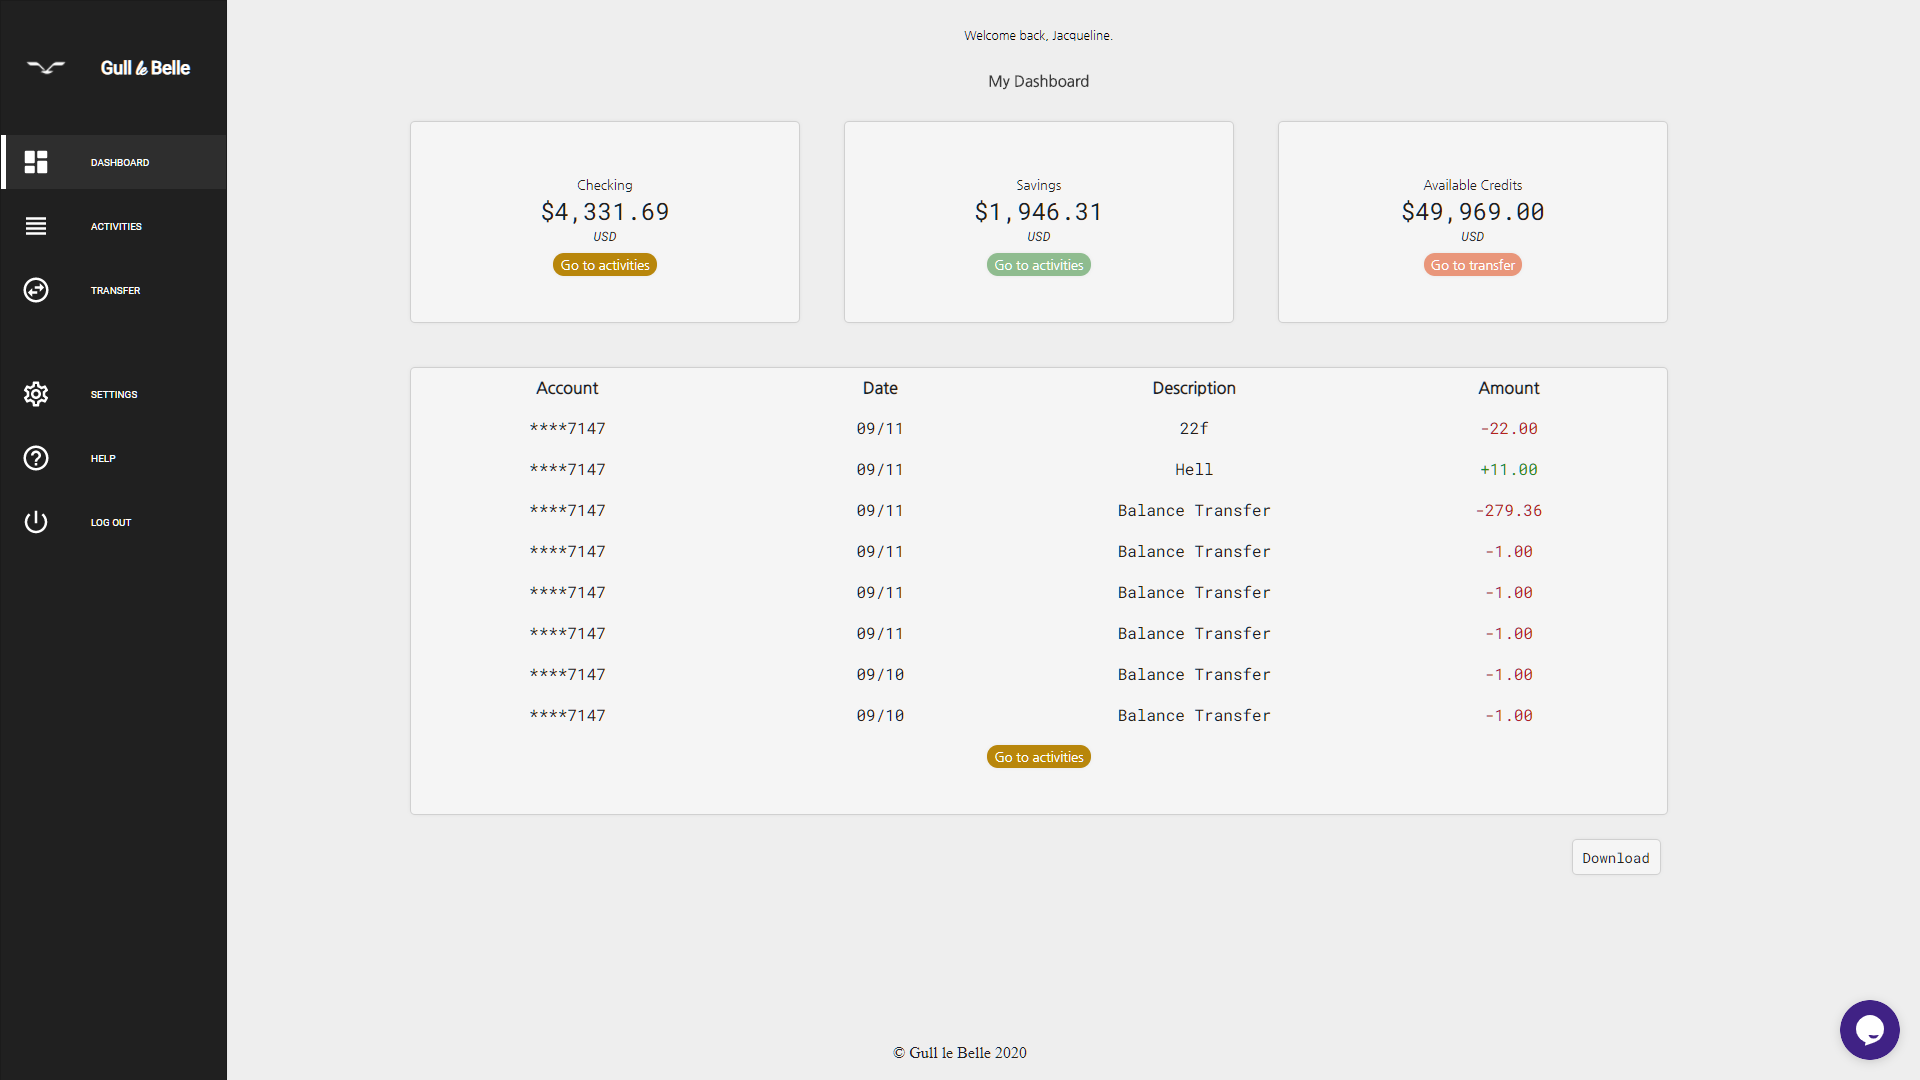 Gull le Belle
DASHBOARD
ACTIVITIES
TRANSFER
SETTINGS
HELP
LOG OUT
Welcome back, Jacqueline.
My Dashboard
Checking
$4,331.69
USD
Go to activities
Savings
$1,946.31
USD
Go to activities
Available Credits
$49,969.00
USD
Go to transfer
Account Date Description Amount
****7147 09/11 22f -22.00
****7147 09/11 Hell +11.00
****7147 09/11 Balance Transfer -279.36
****7147 09/11 Balance Transfer -1.00
****7147 09/11 Balance Transfer -1.00
****7147 09/11 Balance Transfer -1.00
****7147 09/10 Balance Transfer -1.00
****7147 09/10 Balance Transfer -1.00
Go to activities
Download
© Gull le Belle 2020